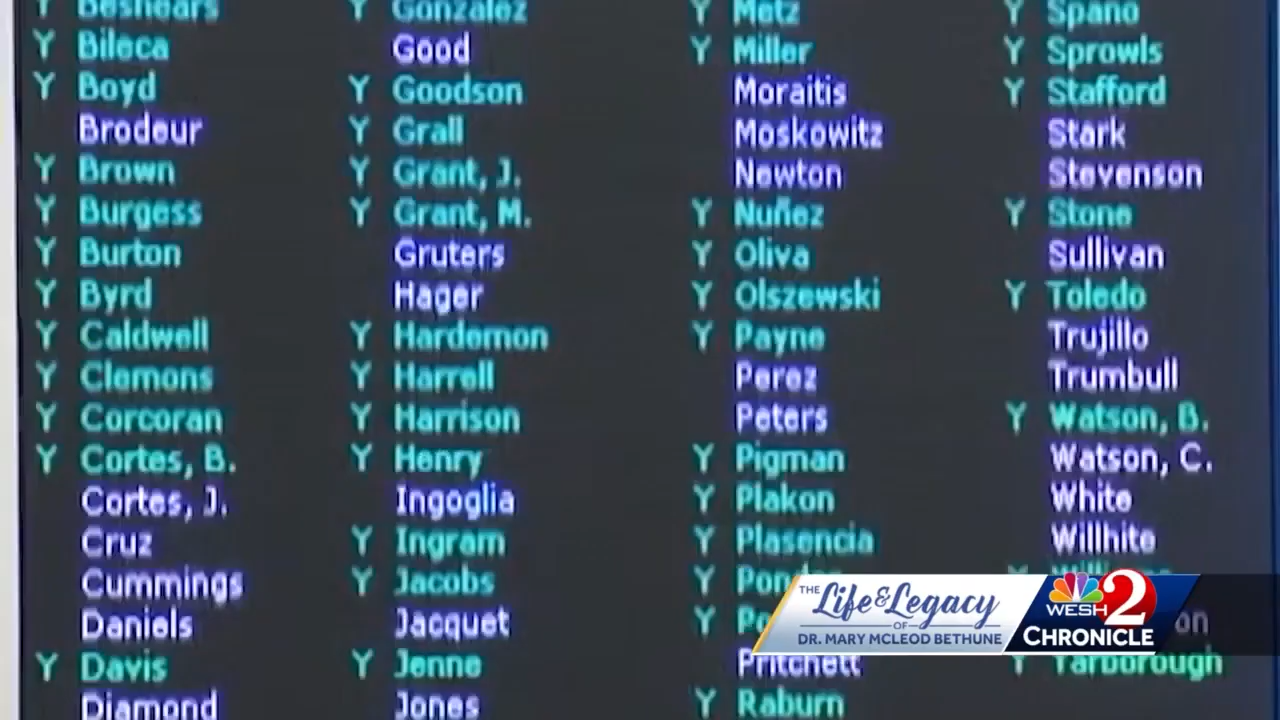 Beshears
Y Bileca
Y Boyd
Brodeur
Y Brown
Y Burgess
Y Burton
Y Byrd
Y Caldwell
Y Clemons
Y Corcoran
Y Cortes, B.
Cortes, J.
Cruz
Cummings
Daniels
Y Davis
Diamond
Y Gonzalez
Good
Y Goodson
Y Grall
Y Grant, J.
Y Grant, M.
Gruters
Hager
Y Hardemon
Y Harrell
Y Harrison
Y Henry
Ingoglia
Y Ingram
Y Jacobs
Jacquet
Y Jenne
Jones
Y Metz
Y Miller
Moraitis
Moskowitz
Newton
Y Nuñez
Y Oliva
Y Olszewski
Y Payne
Perez
Peters
Y Pigman
Y Plakon
Y Plasencia
Y
Y
Pritchett
Y Raburn
Y Spano
Y Sprowls
Y Stafford
Stark
Stevenson
Y Stone
Sullivan
Y Toledo
Trujillo
Trumbull
Y Watson, B.
Watson, C.
White
Willhite
Y Yarborough
THE
Life & Legacy
OF
DR. MARY MCLEOD BETHUNE
WESH 2
CHRONICLE